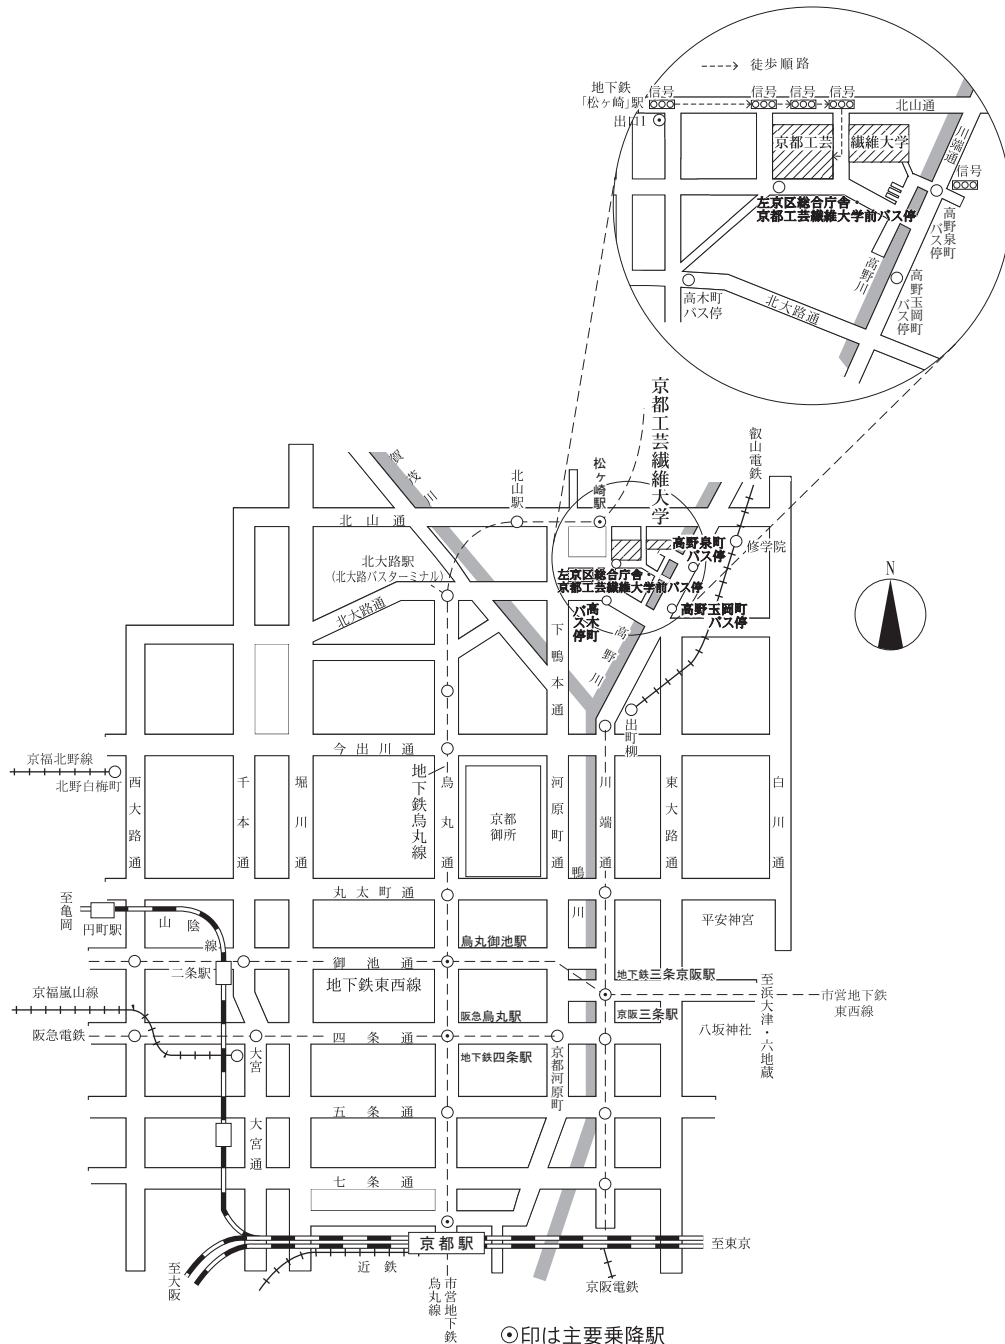 徒歩順路
地下鉄
「松ヶ崎」駅
出口1
信号
信号
信号
信号
北山通
京都工芸
繊維大学
川端通
信号
左京区総合庁舎・
京都工芸繊維大学前バス停
高野泉町
バス停
高野川
高野玉岡町
バス停
高木町
バス停
北大路通
京都工芸繊維大学
叡山電鉄
賀茂川
北山駅
松ヶ崎駅
北山通
高野泉町
バス停
修学院
北大路駅
(北大路バスターミナル)
左京区総合庁舎・
京都工芸繊維大学前バス停
北大路通
高木町
バス停
高野玉岡町
バス停
N
下鴨本通
高野川
出町柳
今出川通
京福北野線
北野白梅町
西大路通
千本通
堀川通
地下鉄烏丸線
烏丸通
京都
御所
河原町通
川端通
東大路通
白川通
鴨川
丸太町通
至亀岡
円町駅
山陰線
平安神宮
烏丸御池駅
御池通
二条駅
地下鉄東西線
地下鉄三条京阪駅
至浜大津・六地蔵
市営地下鉄
東西線
京福嵐山線
阪急烏丸駅
京阪三条駅
八坂神社
阪急電鉄
四条通
大宮
地下鉄四条駅
京都河原町
五条通
大宮通
七条通
京都駅
至東京
至大阪
近鉄
市営地下鉄
烏丸線
京阪電鉄
⦿印は主要乗降駅